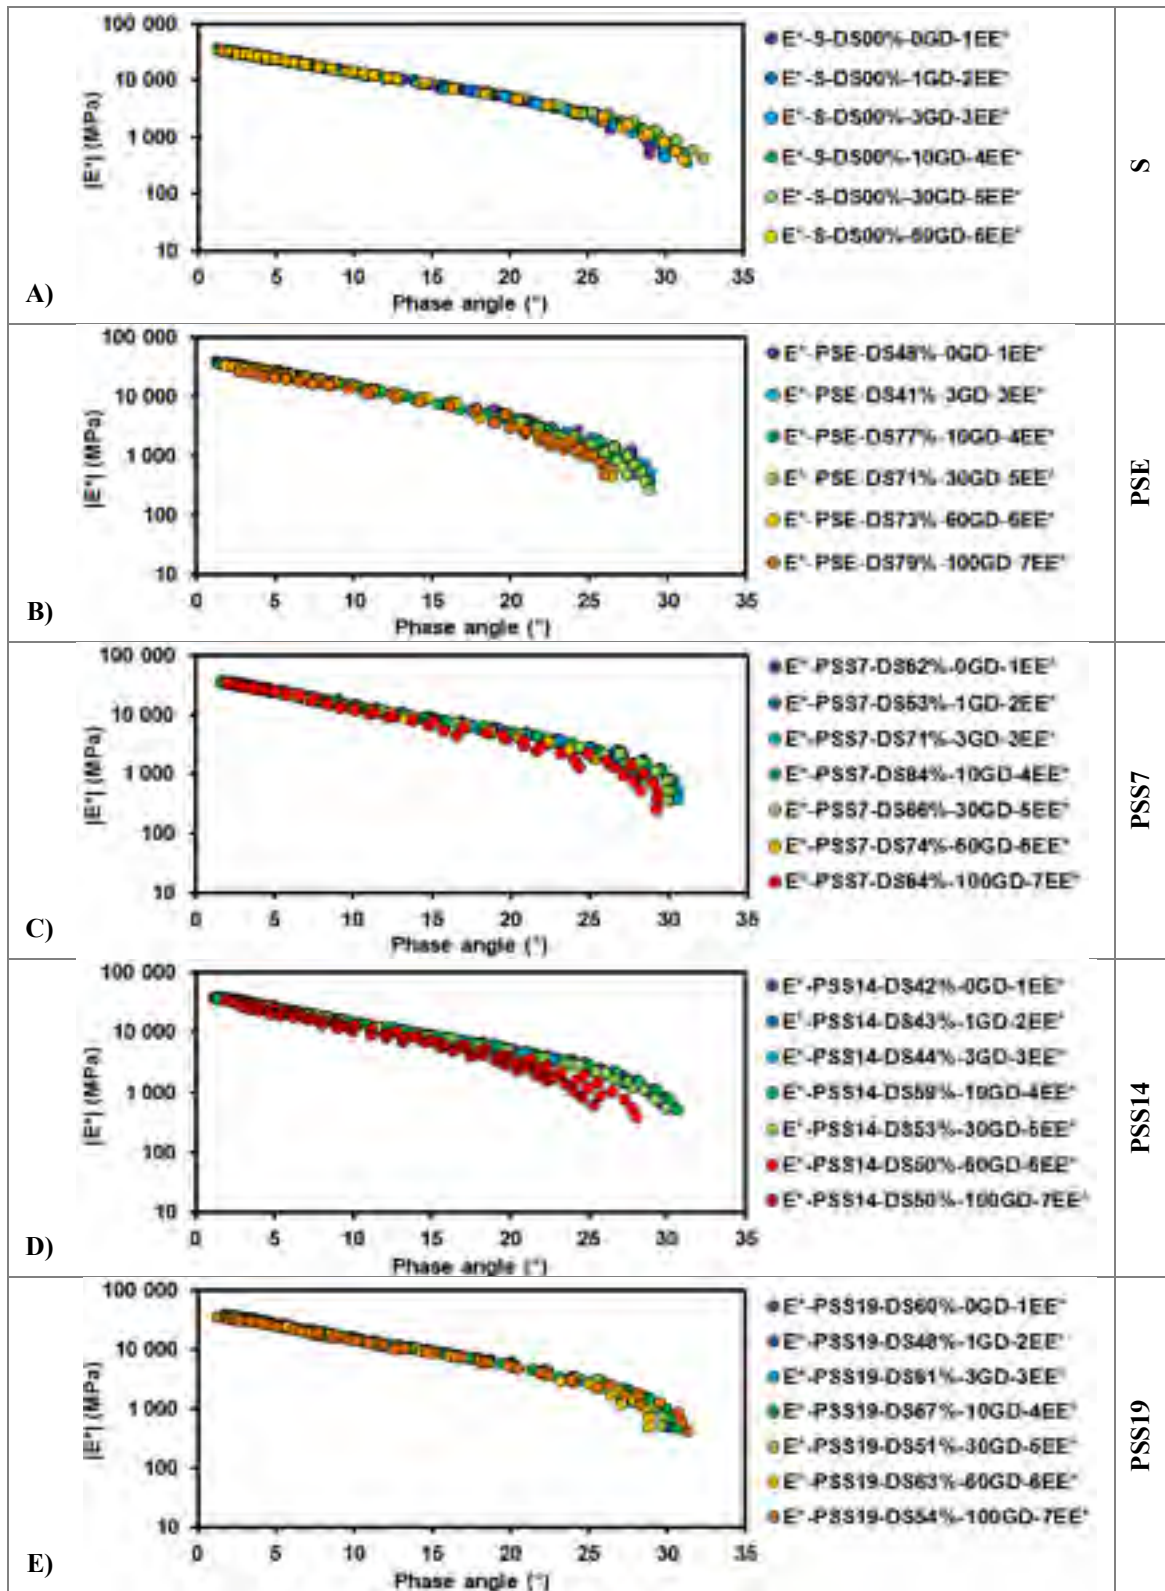 100 000
10 000
1 000
100
10
|E*| (MPa)
0 5 10 15 20 25 30 35
Phase angle (°)
E*-S-DS00%-0GD-1EE*
E*-S-DS00%-1GD-2EE*
E*-S-DS00%-3GD-3EE*
E*-S-DS00%-10GD-4EE*
E*-S-DS00%-30GD-5EE*
E*-S-DS00%-60GD-6EE*
A)
S
100 000
10 000
1 000
100
10
|E*| (MPa)
0 5 10 15 20 25 30 35
Phase angle (°)
E*-PSE-DS48%-0GD-1EE*
E*-PSE-DS41%-3GD-3EE*
E*-PSE-DS77%-10GD-4EE*
E*-PSE-DS71%-30GD-5EE*
E*-PSE-DS73%-60GD-6EE*
E*-PSE-DS79%-100GD-7EE*
B)
PSE
100 000
10 000
1 000
100
10
|E*| (MPa)
0 5 10 15 20 25 30 35
Phase angle (°)
E*-PSS7-DS62%-0GD-1EE*
E*-PSS7-DS53%-1GD-2EE*
E*-PSS7-DS71%-3GD-3EE*
E*-PSS7-DS84%-10GD-4EE*
E*-PSS7-DS66%-30GD-5EE*
E*-PSS7-DS74%-60GD-6EE*
E*-PSS7-DS64%-100GD-7EE*
C)
PSS7
100 000
10 000
1 000
100
10
|E*| (MPa)
0 5 10 15 20 25 30 35
Phase angle (°)
E*-PSS14-DS42%-0GD-1EE*
E*-PSS14-DS43%-1GD-2EE*
E*-PSS14-DS44%-3GD-3EE*
E*-PSS14-DS53%-30GD-5EE*
E*-PSS14-DS50%-60GD-6EE*
E*-PSS14-DS50%-100GD-7EE*
D)
PSS14
100 000
10 000
1 000
100
10
|E*| (MPa)
0 5 10 15 20 25 30 35
Phase angle (°)
E*-PSS19-DS60%-0GD-1EE*
E*-PSS19-DS48%-1GD-2EE*
E*-PSS19-DS61%-3GD-3EE*
E*-PSS19-DS67%-10GD-4EE*
E*-PSS19-DS51%-30GD-5EE*
E*-PSS19-DS63%-60GD-6EE*
E*-PSS19-DS54%-100GD-7EE*
E)
PSS19